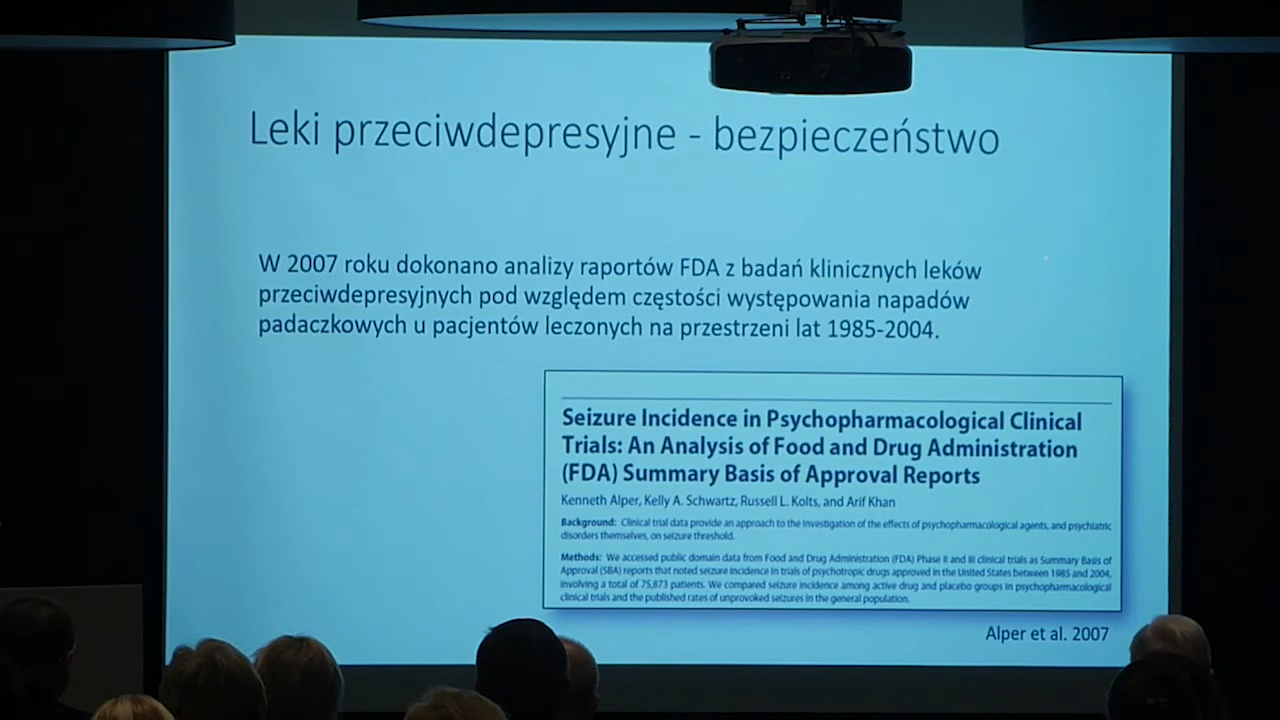 Leki przeciwdepresyjne - bezpieczeństwo
W 2007 roku dokonano analizy raportów FDA z badań klinicznych leków
przeciwdepresyjnych pod względem częstości występowania napadów
padaczkowych u pacjentów leczonych na przestrzeni lat 1985-2004.
Seizure Incidence in Psychopharmacological Clinical
Trials: An Analysis of Food and Drug Administration
(FDA) Summary Basis of Approval Reports
Kenneth Alper, Kelly A. Schwartz, Russell L. Kolts, and Arif Khan
Background: Clinical trial data provide an approach to the investigation of the effects of psychopharmacological agents, and psychiatric
disorders themselves, on seizure threshold.
Methods: We accessed public domain data from Food and Drug Administration (FDA) Phase II and III clinical trials as Summary Basis of
Approval (SBA) reports that noted seizure incidence in trials of psychotropic drugs approved in the United States between 1985 and 2004,
involving a total of 75,873 patients. We compared seizure incidence among active drug and placebo groups in psychopharmacological
clinical trials and the published rates of unprovoked seizures in the general population.
Alper et al. 2007